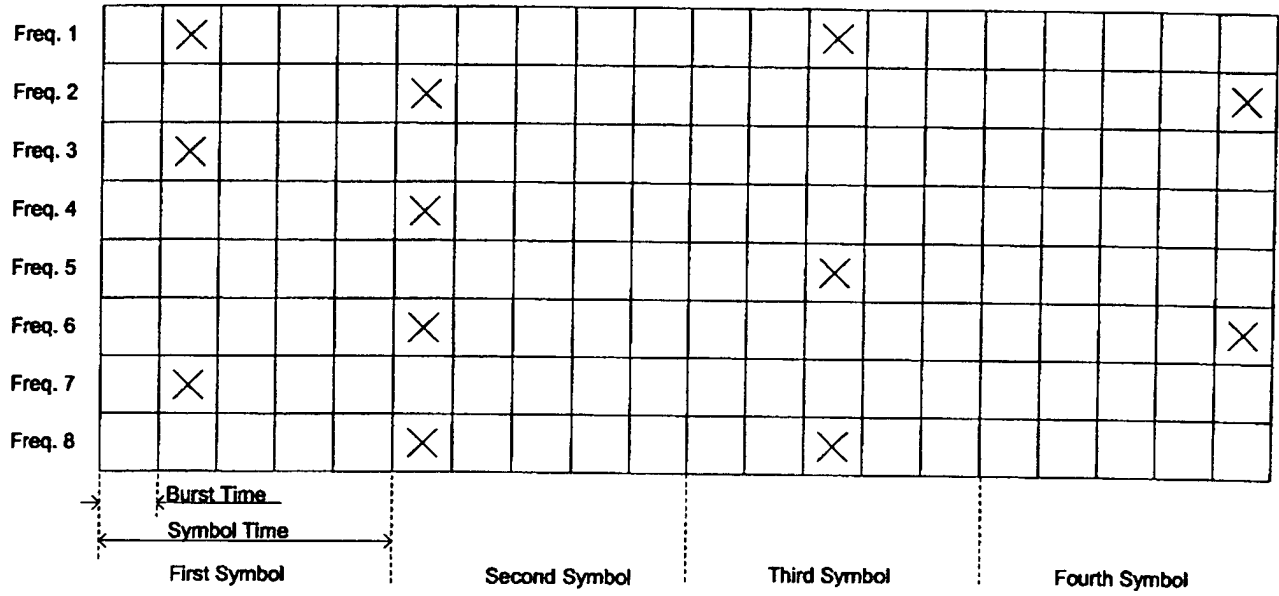 Freq. 1
Freq. 2
Freq. 3
Freq. 4
Freq. 5
Freq. 6
Freq. 7
Freq. 8
Burst Time
Symbol Time
First Symbol
Second Symbol
Third Symbol
Fourth Symbol